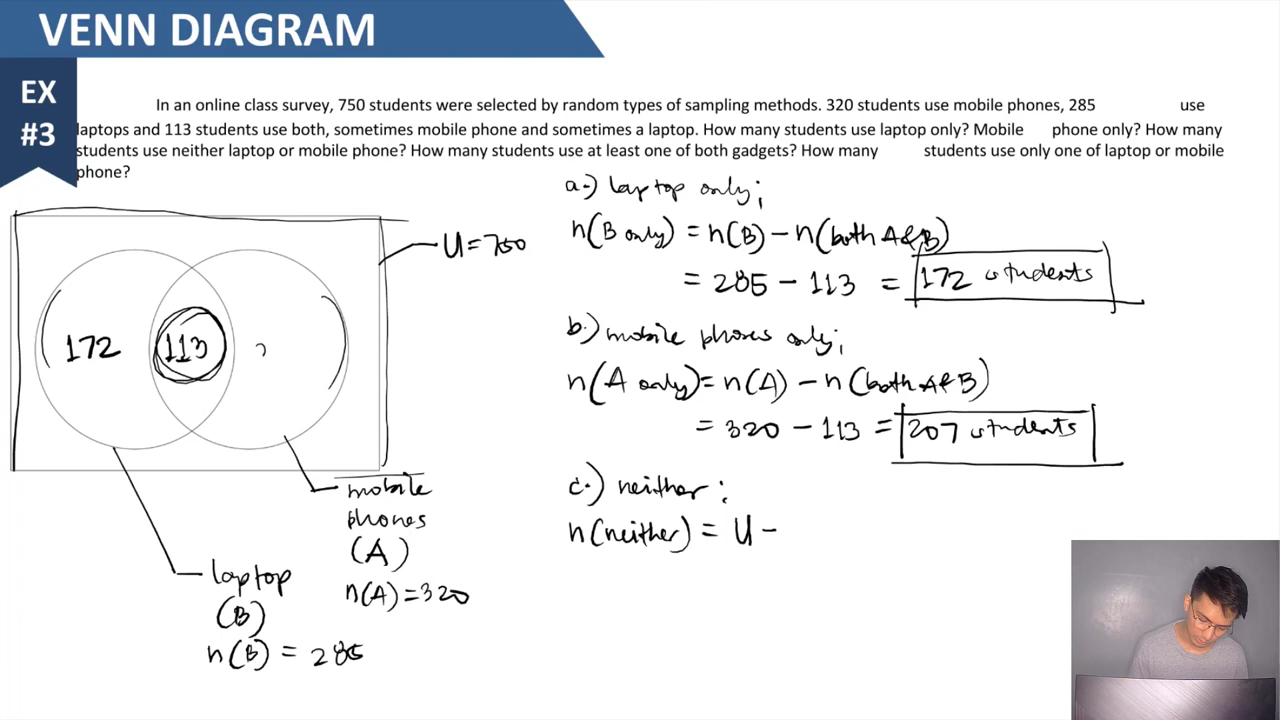 VENN DIAGRAM
EX
#3
In an online class survey, 750 students were selected by random types of sampling methods. 320 students use mobile phones, 285 use
laptops and 113 students use both, sometimes mobile phone and sometimes a laptop. How many students use laptop only? Mobile phone only? How many
students use neither laptop or mobile phone? How many students use at least one of both gadgets? How many students use only one of laptop or mobile
phone?
U = 750
172
113
mobile
phones
(A)
n(A) = 320
laptop
(B)
n(B) = 285
a.) laptop only;
n(B only) = n(B) - n(both A&B)
= 285 - 113 = 172 students
b.) mobile phones only;
n(A only) = n(A) - n(both A&B)
= 320 - 113 = 207 students
c.) neither:
n(neither) = U -